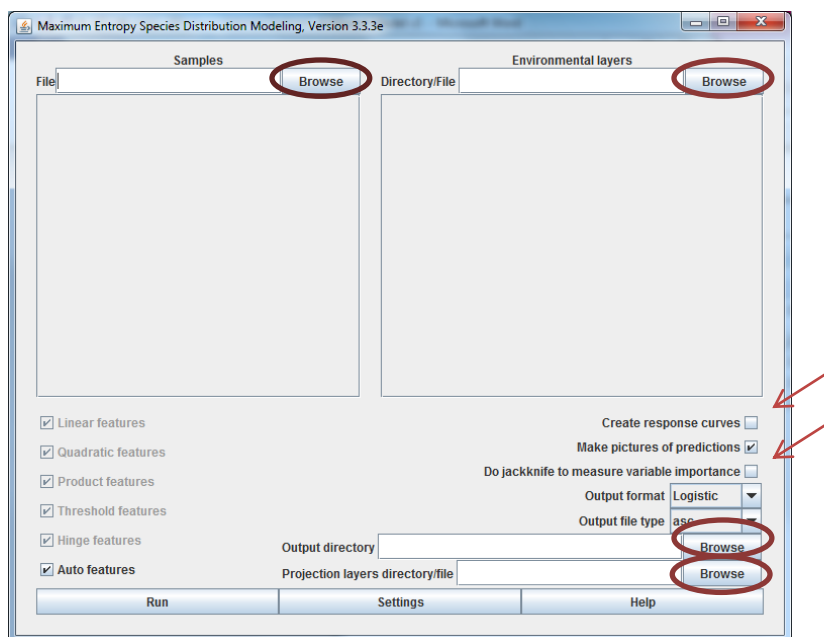 Maximum Entropy Species Distribution Modeling, Version 3.3.3e
Samples
File Browse
Environmental layers
Directory/File Browse
Linear features
Quadratic features
Product features
Threshold features
Hinge features
Auto features
Create response curves
Make pictures of predictions
Do jackknife to measure variable importance
Output format Logistic
Output file type asc
Output directory Browse
Projection layers directory/file Browse
Run Settings Help